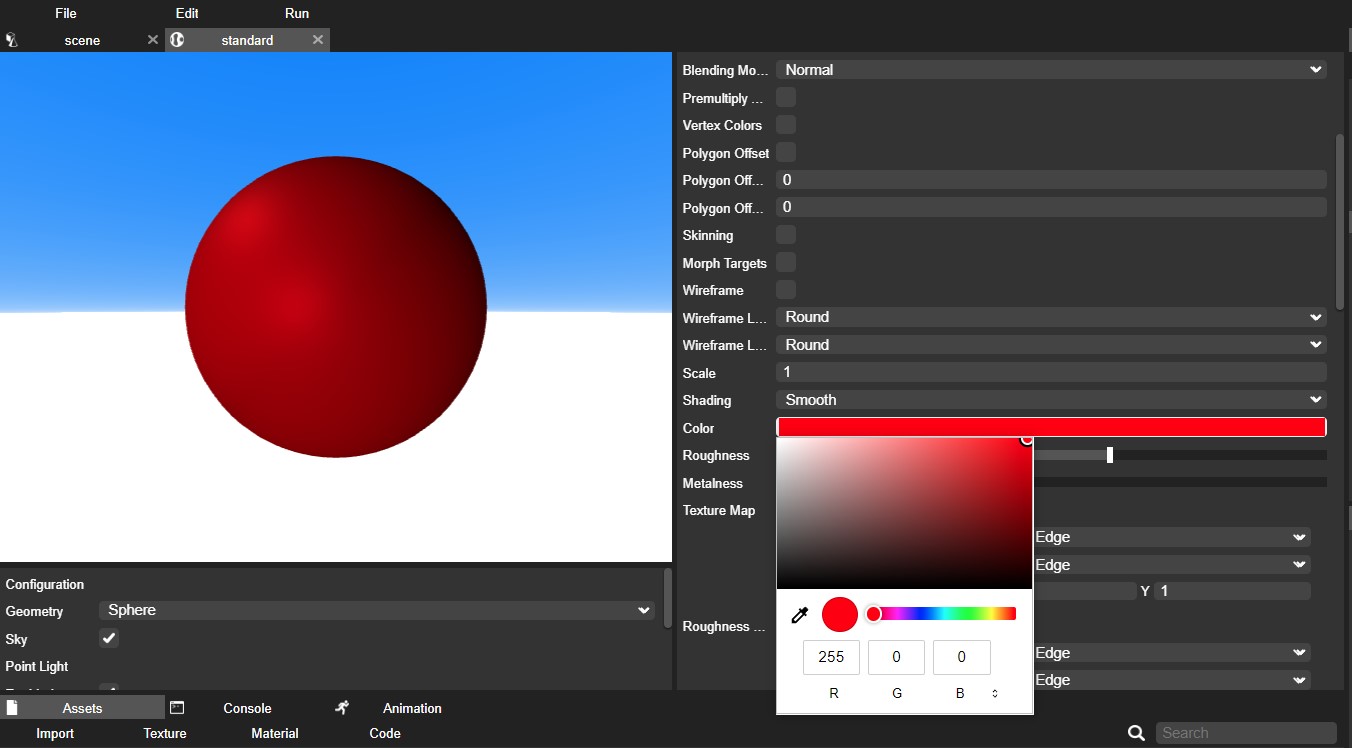 File Edit Run
scene standard
Blending Mo... Normal
Premultiply ...
Vertex Colors
Polygon Offset
Polygon Off... 0
Polygon Off... 0
Skinning
Morph Targets
Wireframe
Wireframe L... Round
Wireframe L... Round
Scale 1
Shading Smooth
Color
Roughness
Metalness
Texture Map
Edge
Edge
Y 1
Roughness ...
Edge
Edge
255 0 0
R G B
Configuration
Geometry Sphere
Sky
Point Light
Assets Console Animation
Import Texture Material Code
Search